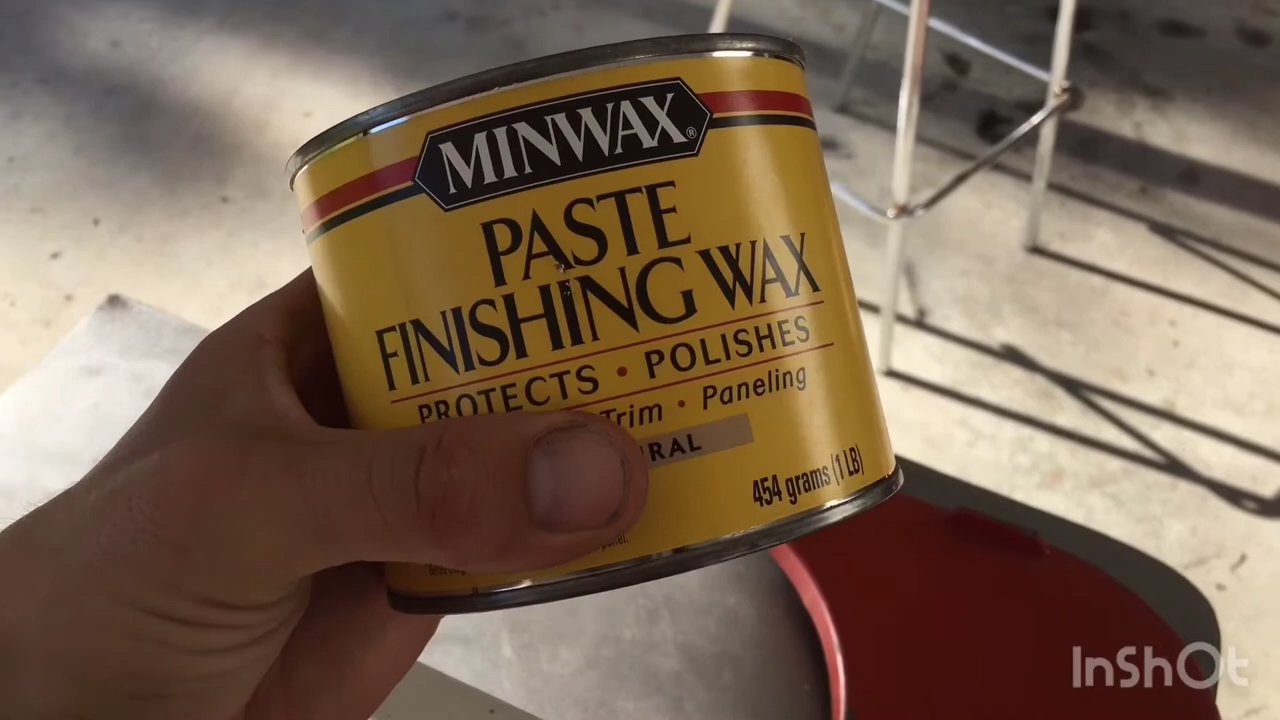 MINWAX®
PASTE
FINISHING WAX
PROTECTS • POLISHES
Trim • Paneling
454 grams (1 LB)
InShOt